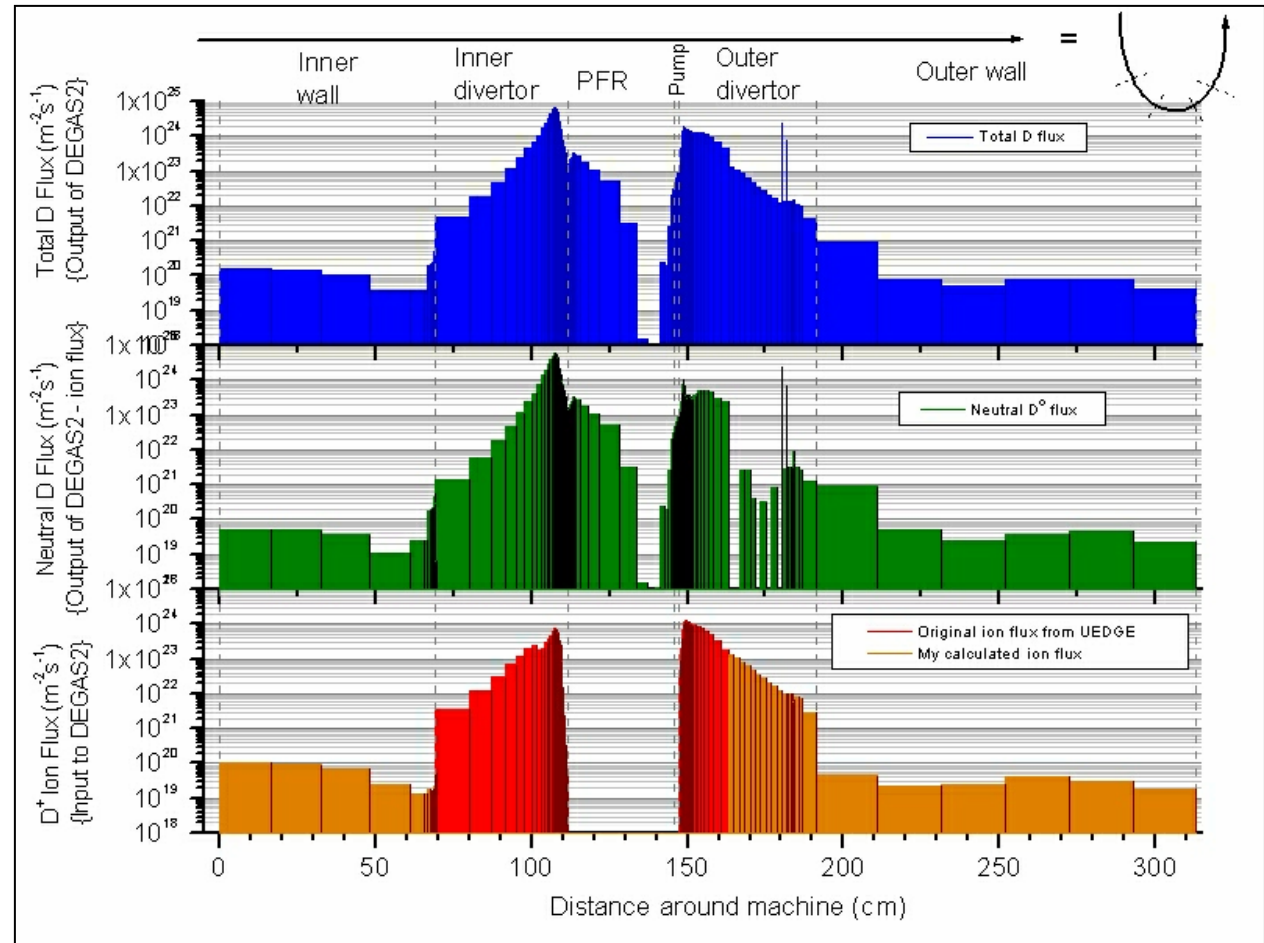 =
Inner
wall
Inner
divertor
PFR
Pump
Outer
divertor
Outer wall
Total D Flux (m⁻²s⁻¹)
{Output of DEGAS2}
1x10²⁵
10²⁴
1x10²³
10²²
10²¹
10²⁰
10¹⁹
Total D flux
Neutral D Flux (m⁻²s⁻¹)
{Output of DEGAS2 - ion flux}
10²⁴
1x10²³
10²²
10²¹
10²⁰
10¹⁹
Neutral D⁰ flux
D⁺ Ion Flux (m⁻²s⁻¹)
{Input to DEGAS2}
10²⁴
1x10²³
10²²
10²¹
10²⁰
10¹⁹
10¹⁸
Original ion flux from UEDGE
My calculated ion flux
0 50 100 150 200 250 300
Distance around machine (cm)